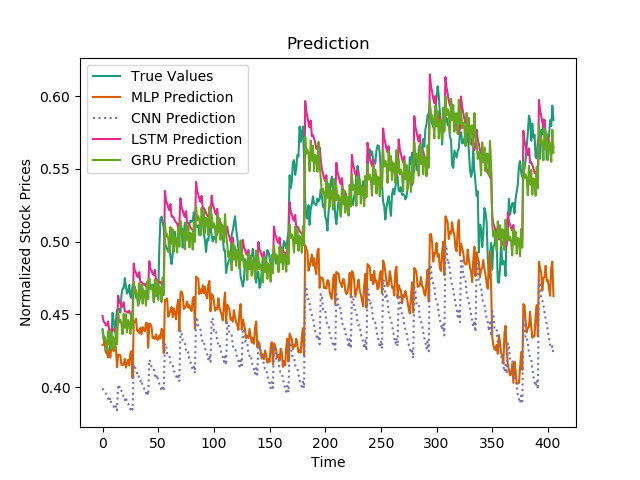 Prediction
True Values
MLP Prediction
CNN Prediction
LSTM Prediction
GRU Prediction
Normalized Stock Prices
0.60
0.55
0.50
0.45
0.40
0 50 100 150 200 250 300 350 400
Time